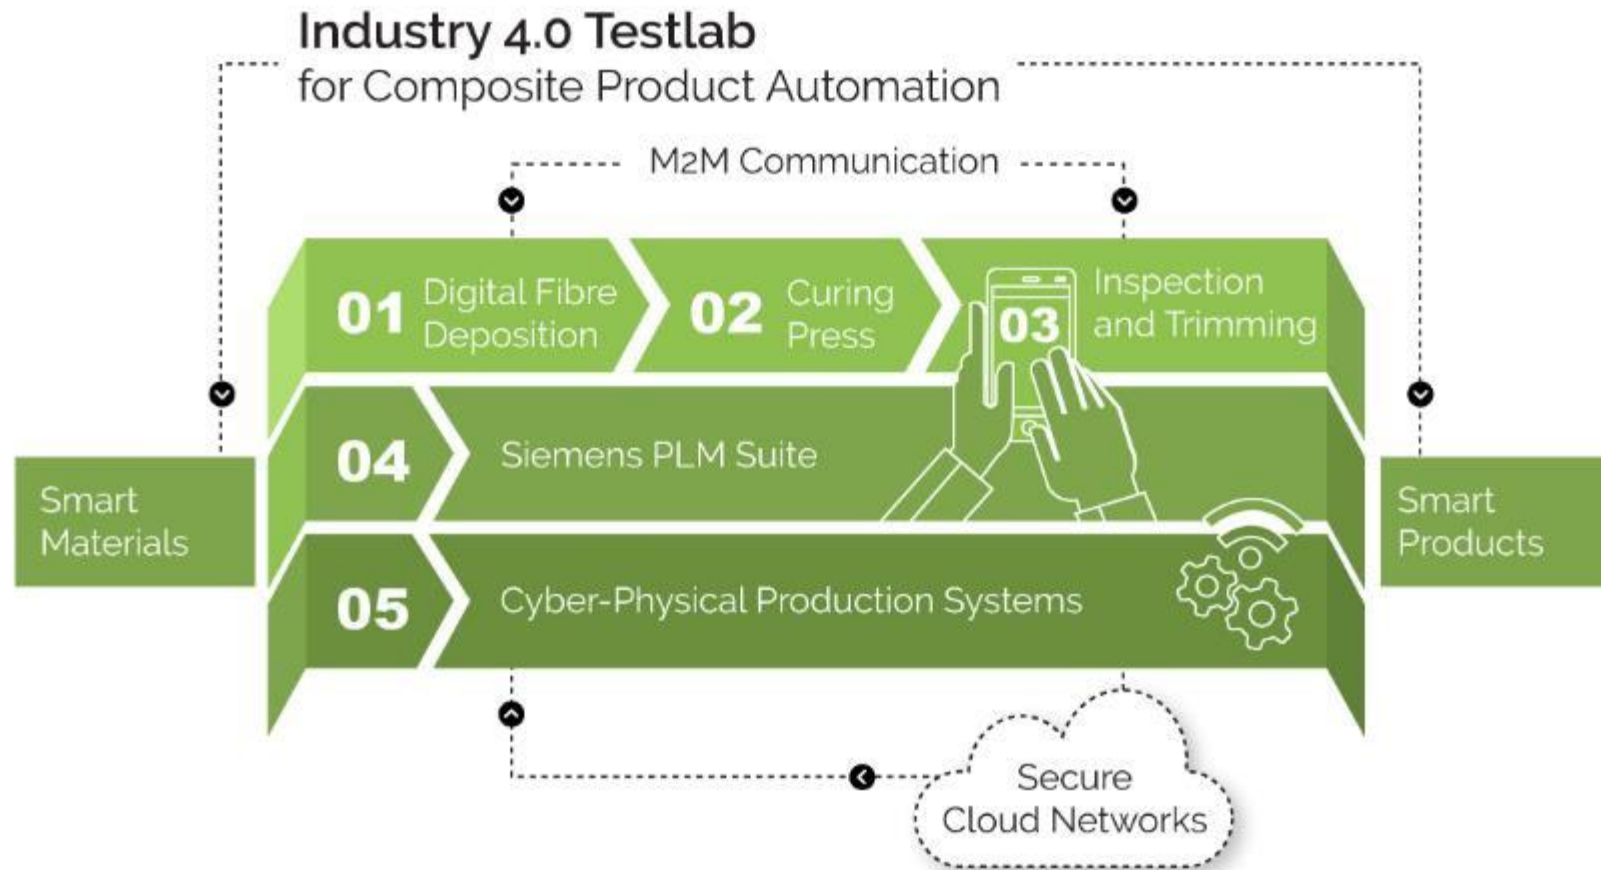 Industry 4.0 Testlab
for Composite Product Automation
M2M Communication
01
Digital Fibre
Deposition
02
Curing
Press
03
Inspection
and Trimming
04
Siemens PLM Suite
05
Cyber-Physical Production Systems
Smart
Materials
Smart
Products
Secure
Cloud Networks